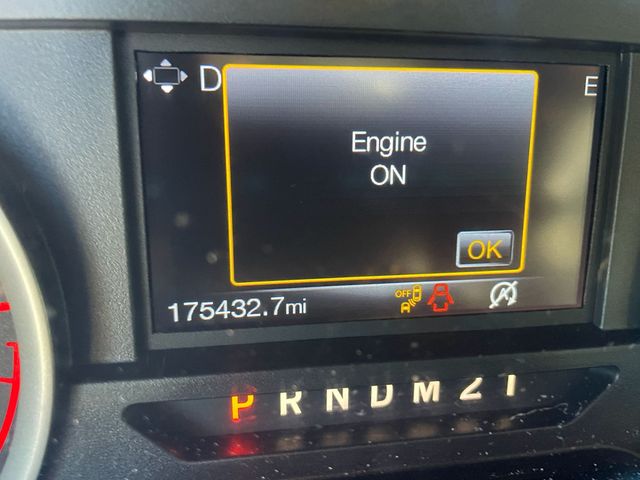 D
E
Engine
ON
OK
OFF
175432.7mi
A
P R N D M 2 1